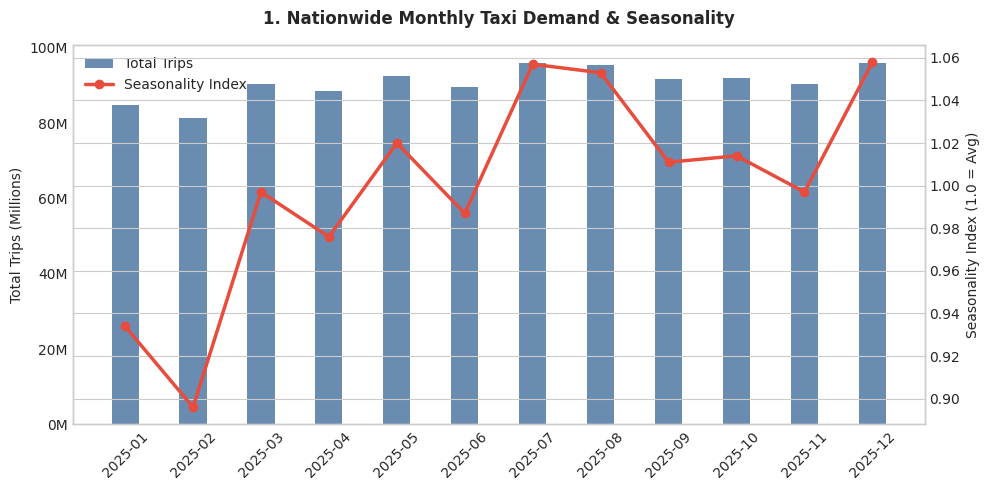 1. Nationwide Monthly Taxi Demand & Seasonality
Total Trips
Seasonality Index
Total Trips (Millions)
100M
80M
60M
40M
20M
0M
1.06
1.04
1.02
1.00
0.98
0.96
0.94
0.92
0.90
Seasonality Index (1.0 = Avg)
2025-01
2025-02
2025-03
2025-04
2025-05
2025-06
2025-07
2025-08
2025-09
2025-10
2025-11
2025-12